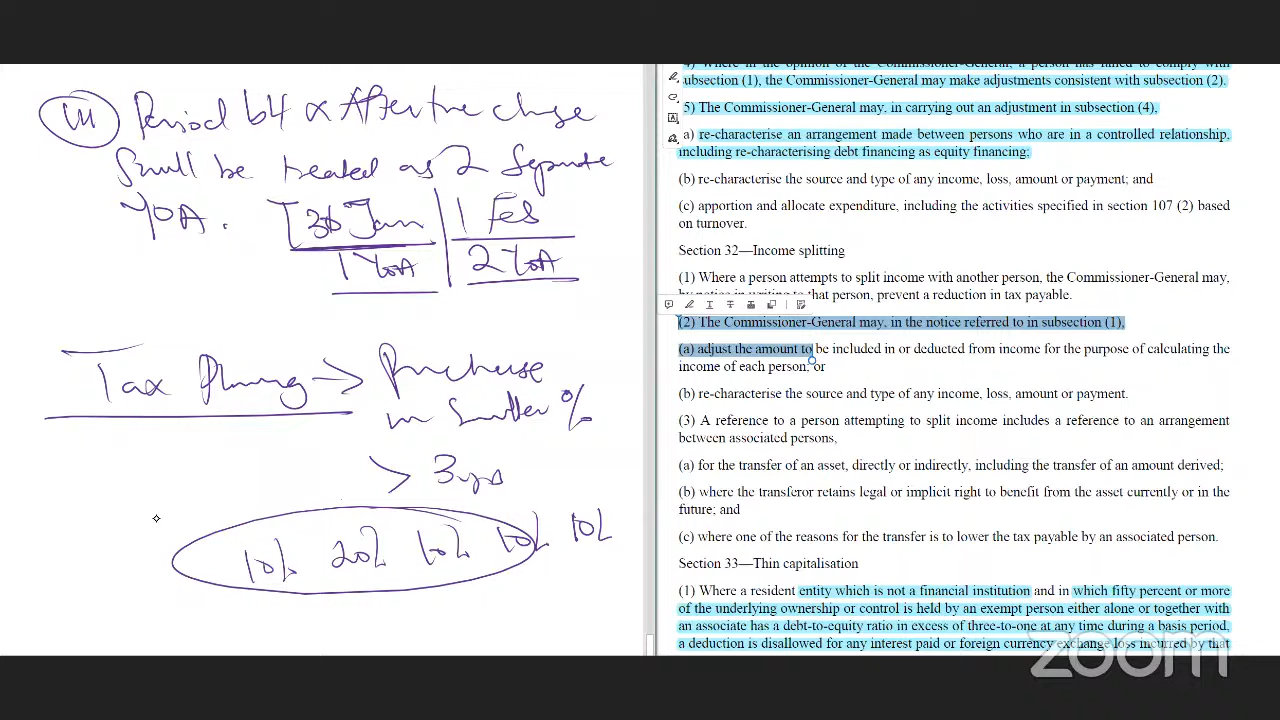 III Period b4 & After the change
Shall be treated as 2 Separate
YOA. 30 Jan 1 Feb
1 YOA 2 YOA
Tax Planning → Purchase
in smaller %
> 3yrs
10% 20% 10% 10% 10%
subsection (1), the Commissioner-General may make adjustments consistent with subsection (2).
5) The Commissioner-General may, in carrying out an adjustment in subsection (4),
a) re-characterise an arrangement made between persons who are in a controlled relationship,
including re-characterising debt financing as equity financing;
(b) re-characterise the source and type of any income, loss, amount or payment; and
(c) apportion and allocate expenditure, including the activities specified in section 107 (2) based
on turnover.
Section 32—Income splitting
(1) Where a person attempts to split income with another person, the Commissioner-General may,
by notice in writing to that person, prevent a reduction in tax payable.
(2) The Commissioner-General may, in the notice referred to in subsection (1),
(a) adjust the amount to be included in or deducted from income for the purpose of calculating the
income of each person; or
(b) re-characterise the source and type of any income, loss, amount or payment.
(3) A reference to a person attempting to split income includes a reference to an arrangement
between associated persons,
(a) for the transfer of an asset, directly or indirectly, including the transfer of an amount derived;
(b) where the transferor retains legal or implicit right to benefit from the asset currently or in the
future; and
(c) where one of the reasons for the transfer is to lower the tax payable by an associated person.
Section 33—Thin capitalisation
(1) Where a resident entity which is not a financial institution and in which fifty percent or more
of the underlying ownership or control is held by an exempt person either alone or together with
an associate has a debt-to-equity ratio in excess of three-to-one at any time during a basis period,
a deduction is disallowed for any interest paid or foreign currency exchange loss incurred by that
zoom